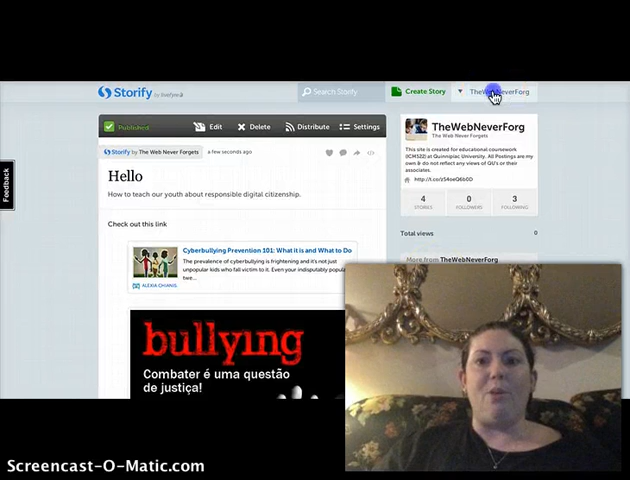 Storify by livefyre
Search Storify
Create Story
TheWebNeverForg
Published
Edit
Delete
Distribute
Settings
Storify by The Web Never Forgets
a few seconds ago
Hello
How to teach our youth about responsible digital citizenship.
Check out this link
Cyberbullying Prevention 101: What it is and What to Do
The prevalence of cyberbullying is frightening and it's not just
unpopular kids who fall victim to it. Even your indisputably popula
twe...
ALEXIA CHIANIS
bullying
Combater é uma questão
de justiça!
TheWebNeverForg
The Web Never Forgets
This site is created for educational coursework
(ICM522) at Quinnipiac University. All Postings are my
own & do not reflect any views of QU's or their
associates.
4
STORIES
0
FOLLOWERS
3
FOLLOWING
Total views
0
More from TheWebNeverForg
Feedback
Screencast-O-Matic.com